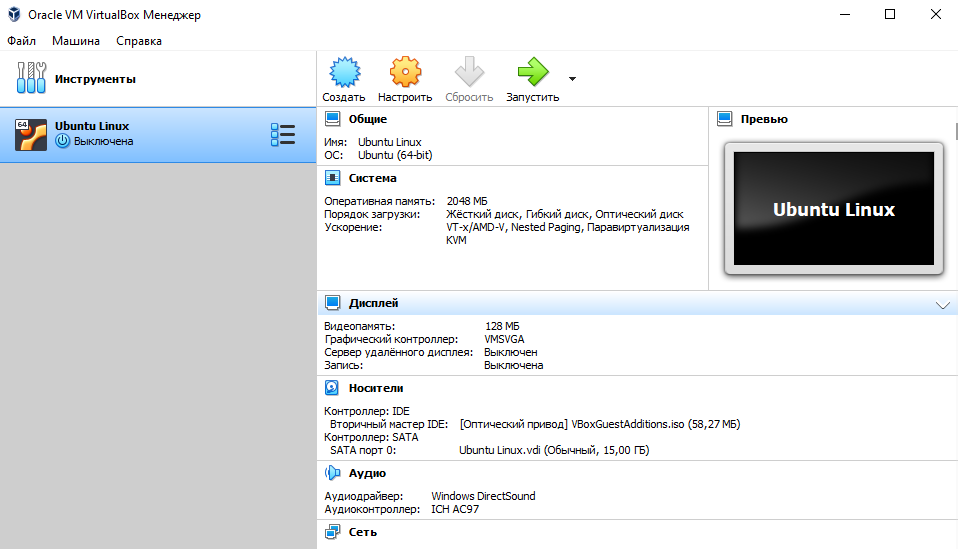 Oracle VM VirtualBox Менеджер
Файл Машина Справка
Инструменты
Создать Настроить Сбросить Запустить
64
Ubuntu Linux
Выключена
Общие
Имя: Ubuntu Linux
ОС: Ubuntu (64-bit)
Превью
Ubuntu Linux
Система
Оперативная память: 2048 МБ
Порядок загрузки: Жёсткий диск, Гибкий диск, Оптический диск
Ускорение: VT-x/AMD-V, Nested Paging, Паравиртуализация
KVM
Дисплей
Видеопамять: 128 МБ
Графический контроллер: VMSVGA
Сервер удалённого дисплея: Выключен
Запись: Выключена
Носители
Контроллер: IDE
Вторичный мастер IDE: [Оптический привод] VBoxGuestAdditions.iso (58,27 МБ)
Контроллер: SATA
SATA порт 0: Ubuntu Linux.vdi (Обычный, 15,00 ГБ)
Аудио
Аудиодрайвер: Windows DirectSound
Аудиоконтроллер: ICH AC97
Сеть